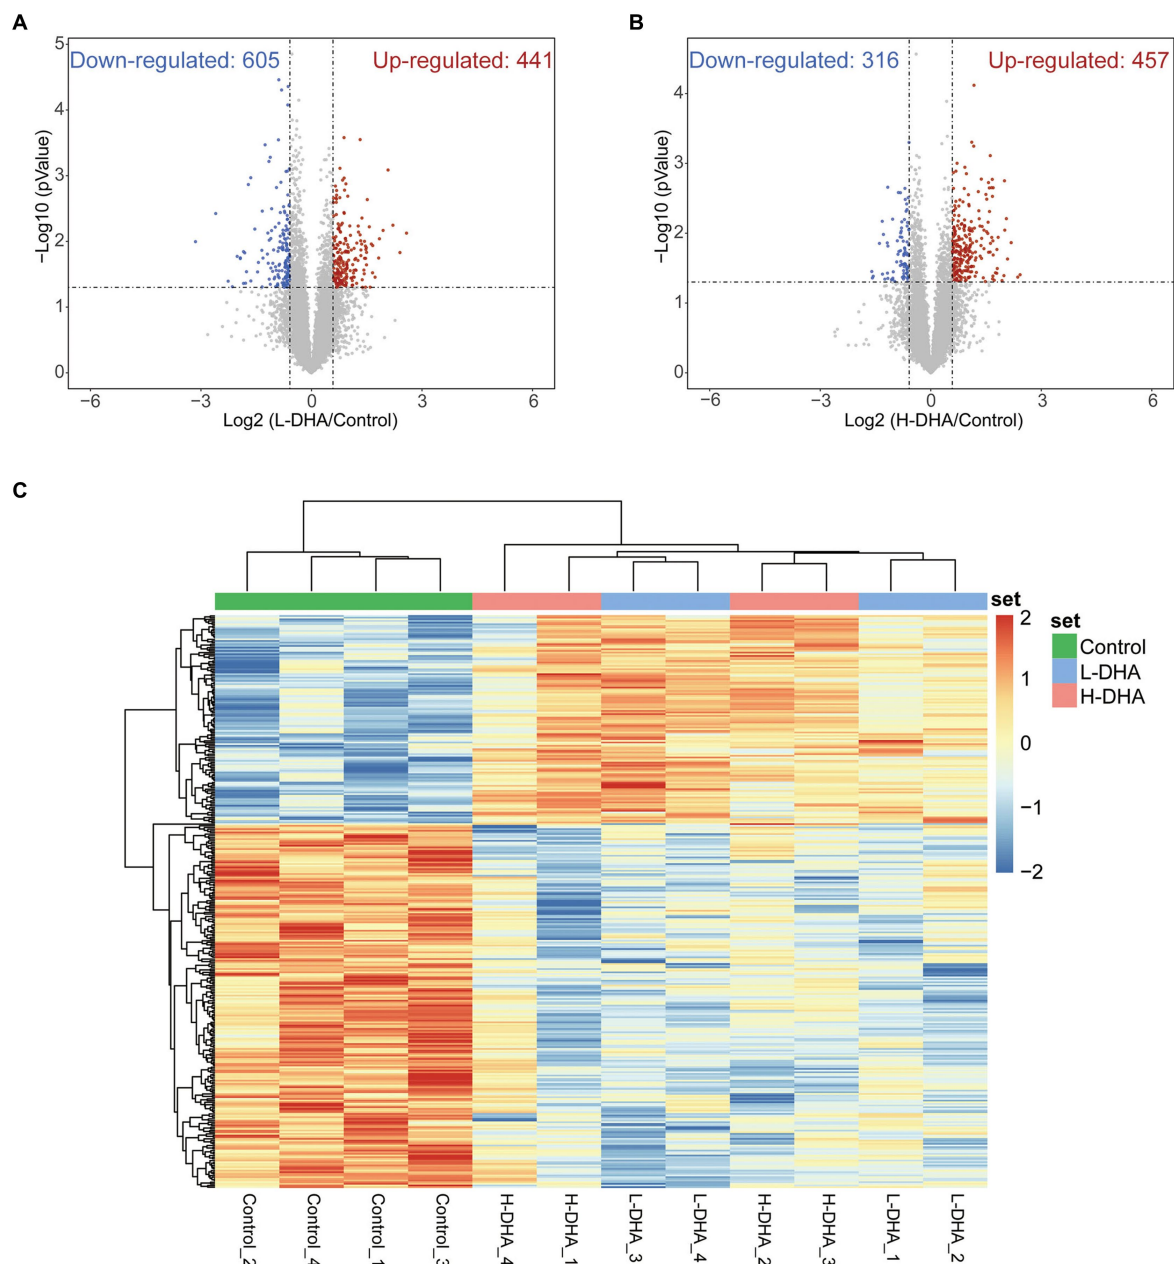 A
Down-regulated: 605
Up-regulated: 441
−Log10 (pValue)
5
4
3
2
1
0
−6
−3
0
3
6
Log2 (L-DHA/Control)
B
Down-regulated: 316
Up-regulated: 457
−Log10 (pValue)
4
3
2
1
0
−6
−3
0
3
6
Log2 (H-DHA/Control)
C
set
2
1
0
−1
−2
set
Control
L-DHA
H-DHA
Control_2
Control_4
Control_1
Control_3
H-DHA_4
H-DHA_1
L-DHA_3
L-DHA_4
H-DHA_2
H-DHA_3
L-DHA_1
L-DHA_2